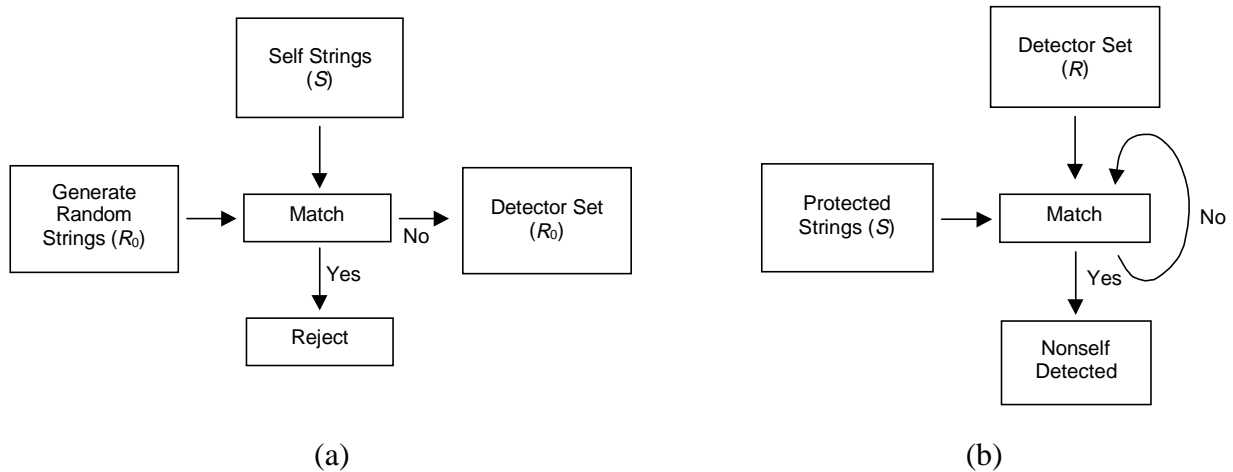 Self Strings
(S)
Generate
Random
Strings (R₀)
Match
No
Detector Set
(R₀)
Yes
Reject
(a)
Detector Set
(R)
Protected
Strings (S)
Match
No
Yes
Nonself
Detected
(b)